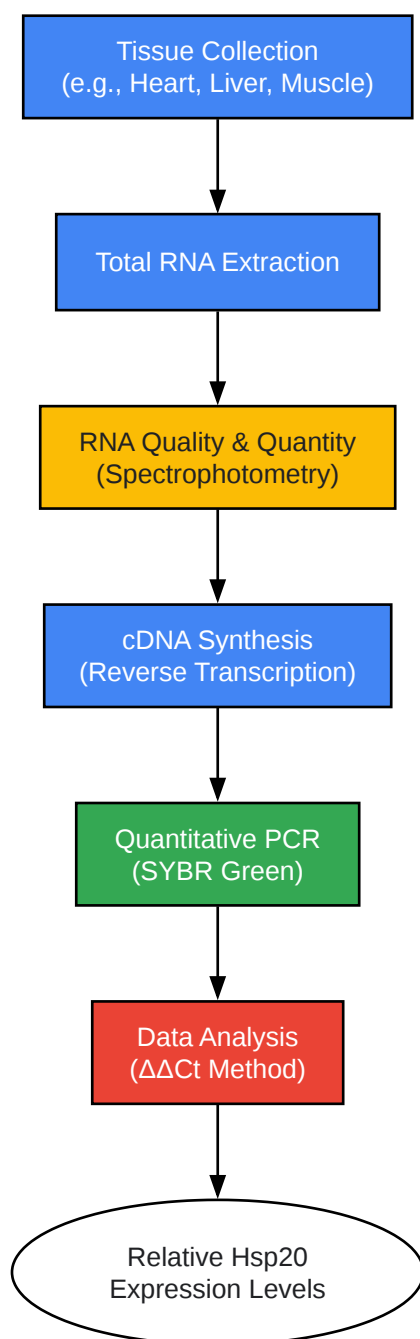 Tissue Collection
(e.g., Heart, Liver, Muscle)
Total RNA Extraction
RNA Quality & Quantity
(Spectrophotometry)
cDNA Synthesis
(Reverse Transcription)
Quantitative PCR
(SYBR Green)
Data Analysis
(ΔΔCt Method)
Relative Hsp20
Expression Levels